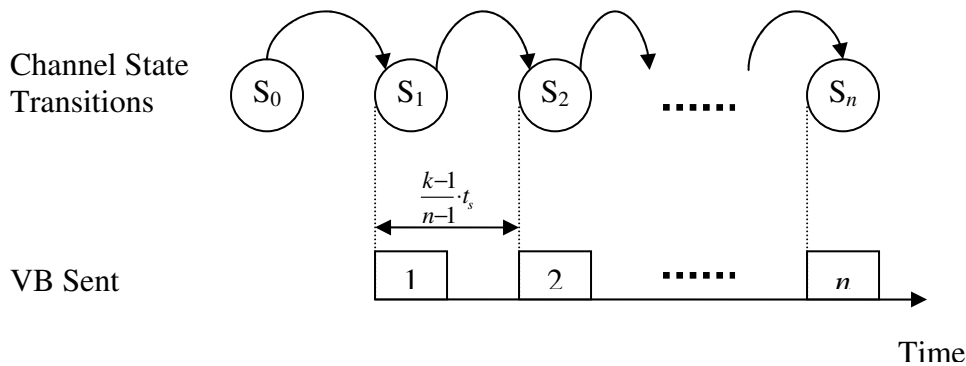 Channel State
Transitions
S₀ S₁ S₂ ...... Sₙ
k−1
n−1 ·tₛ
VB Sent
1 2 ...... n
Time